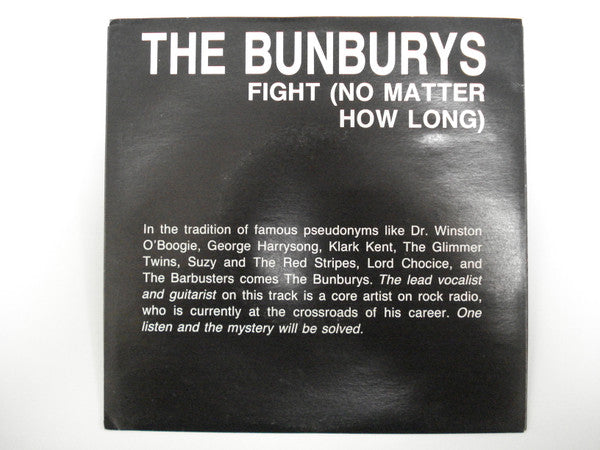 THE BUNBURYS
FIGHT (NO MATTER
HOW LONG)
In the tradition of famous pseudonyms like Dr. Winston
O'Boogie, George Harrysong, Klark Kent, The Glimmer
Twins, Suzy and The Red Stripes, Lord Chocice, and
The Barbusters comes The Bunburys. The lead vocalist
and guitarist on this track is a core artist on rock radio,
who is currently at the crossroads of his career. One
listen and the mystery will be solved.